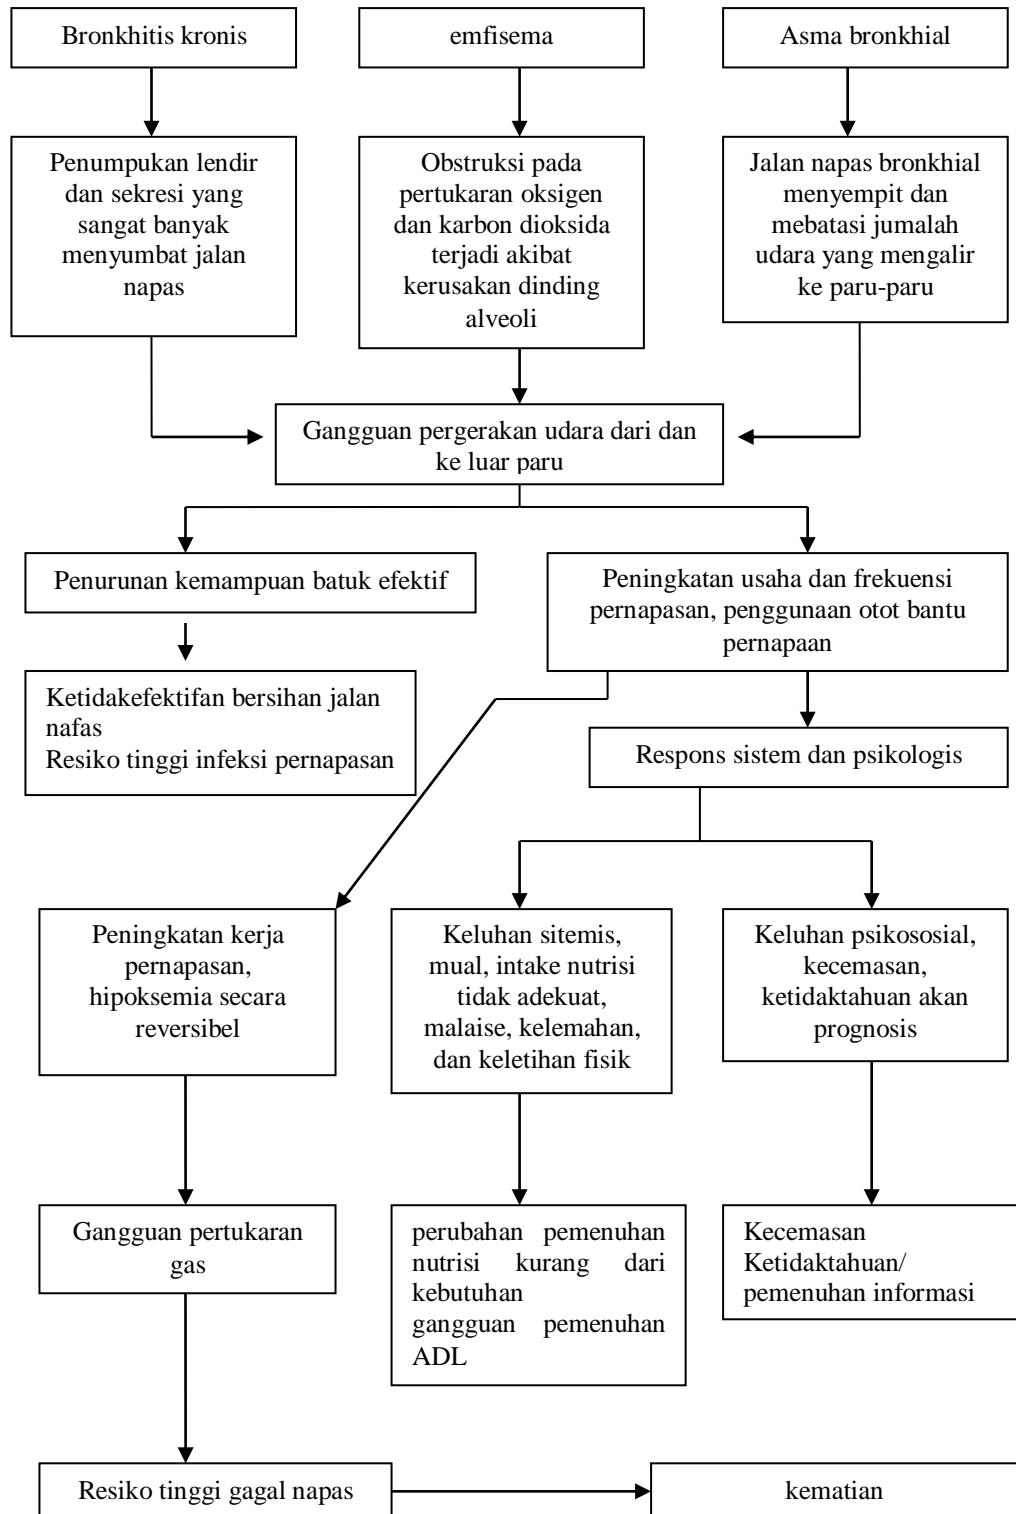 Bronkhitis kronis
emfisema
Asma bronkhial
Penumpukan lendir
dan sekresi yang
sangat banyak
menyumbat jalan
napas
Obstruksi pada
pertukaran oksigen
dan karbon dioksida
terjadi akibat
kerusakan dinding
alveoli
Jalan napas bronkhial
menyempit dan
mebatasi jumalah
udara yang mengalir
ke paru-paru
Gangguan pergerakan udara dari dan
ke luar paru
Penurunan kemampuan batuk efektif
Peningkatan usaha dan frekuensi
pernapasan, penggunaan otot bantu
pernapaan
Ketidakefektifan bersihan jalan
nafas
Resiko tinggi infeksi pernapasan
Respons sistem dan psikologis
Peningkatan kerja
pernapasan,
hipoksemia secara
reversibel
Keluhan sitemis,
mual, intake nutrisi
tidak adekuat,
malaise, kelemahan,
dan keletihan fisik
Keluhan psikososial,
kecemasan,
ketidaktahuan akan
prognosis
Gangguan pertukaran
gas
perubahan pemenuhan
nutrisi kurang dari
kebutuhan
gangguan pemenuhan
ADL
Kecemasan
Ketidaktahuan/
pemenuhan informasi
Resiko tinggi gagal napas
kematian